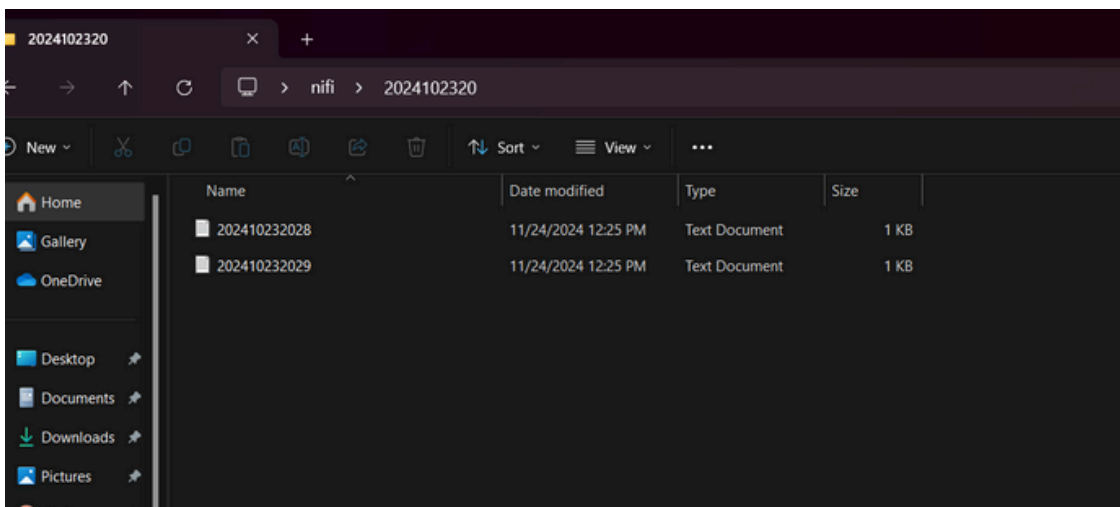 2024102320
nifi > 2024102320
New Sort View ...
Name Date modified Type Size
Home
Gallery
OneDrive
Desktop
Documents
Downloads
Pictures
202410232028 11/24/2024 12:25 PM Text Document 1 KB
202410232029 11/24/2024 12:25 PM Text Document 1 KB